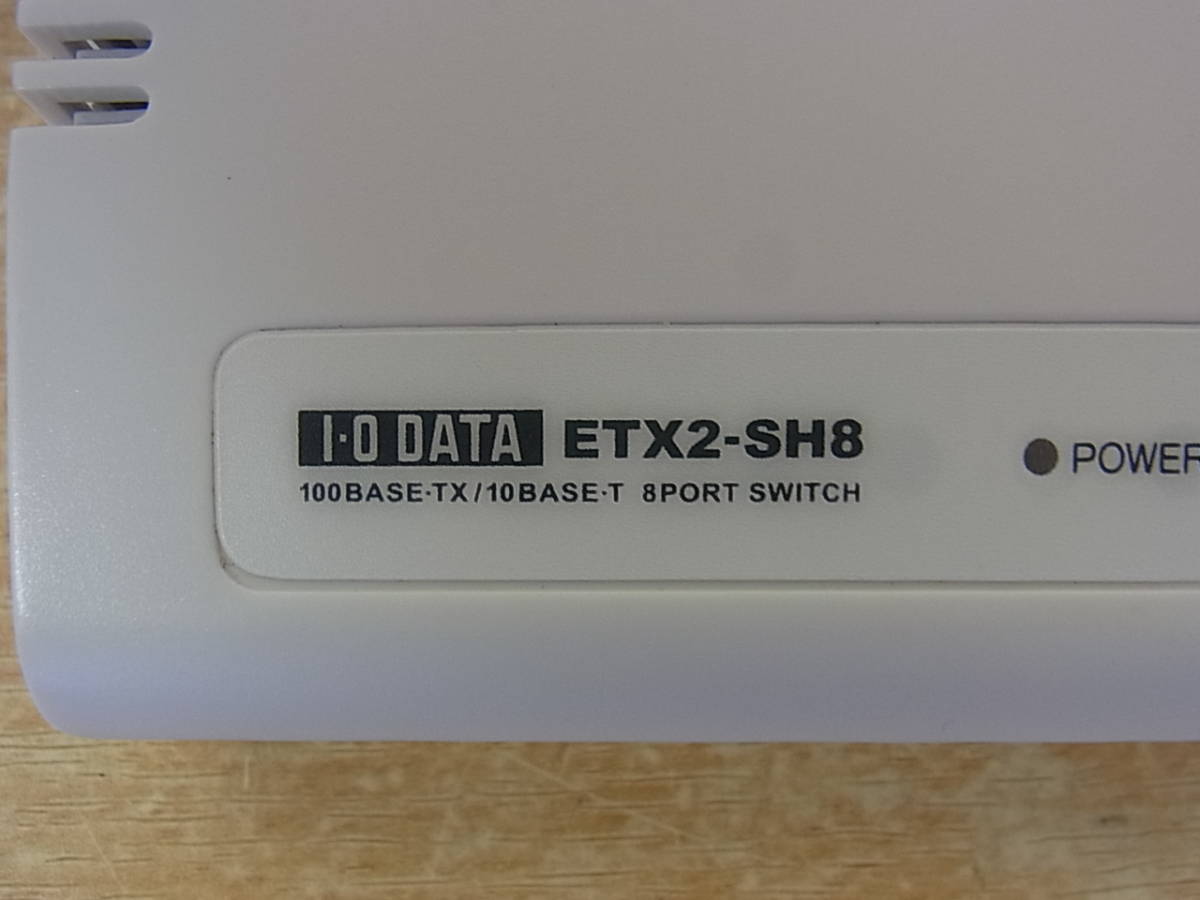 I·O DATA ETX2-SH8
100BASE·TX/10BASE·T 8PORT SWITCH
POWER